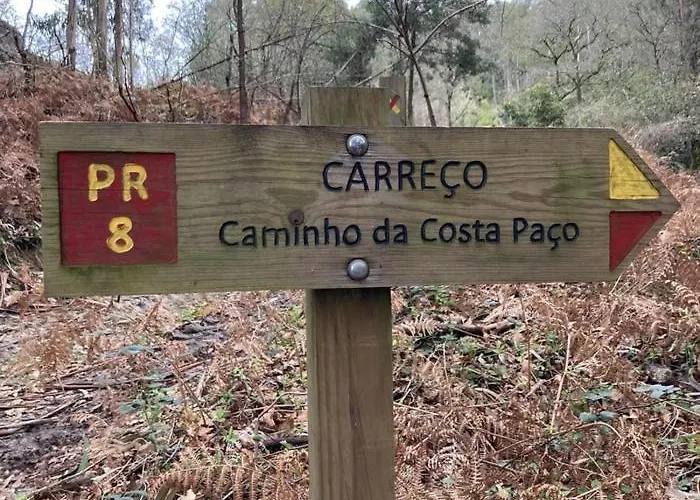 PR
8
CARREÇO
Caminho da Costa Paço